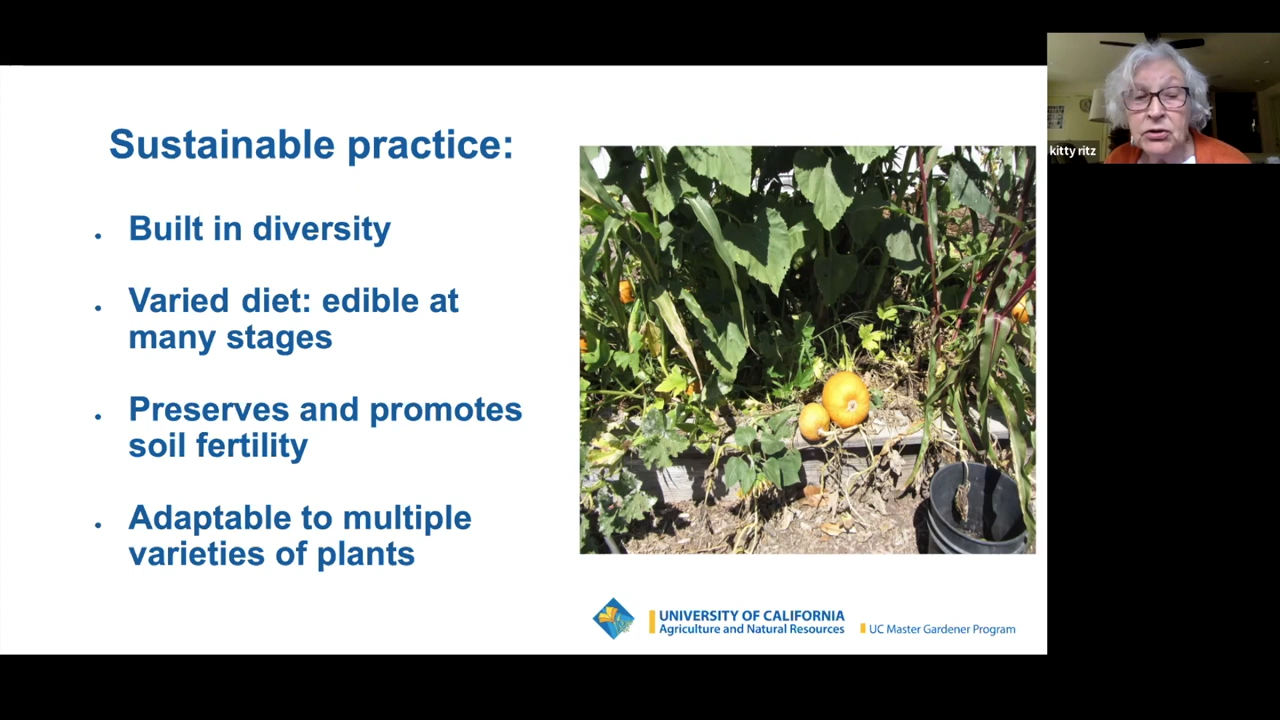 Sustainable practice:
Built in diversity
Varied diet: edible at
many stages
Preserves and promotes
soil fertility
Adaptable to multiple
varieties of plants
UNIVERSITY OF CALIFORNIA
Agriculture and Natural Resources
UC Master Gardener Program
kitty ritz